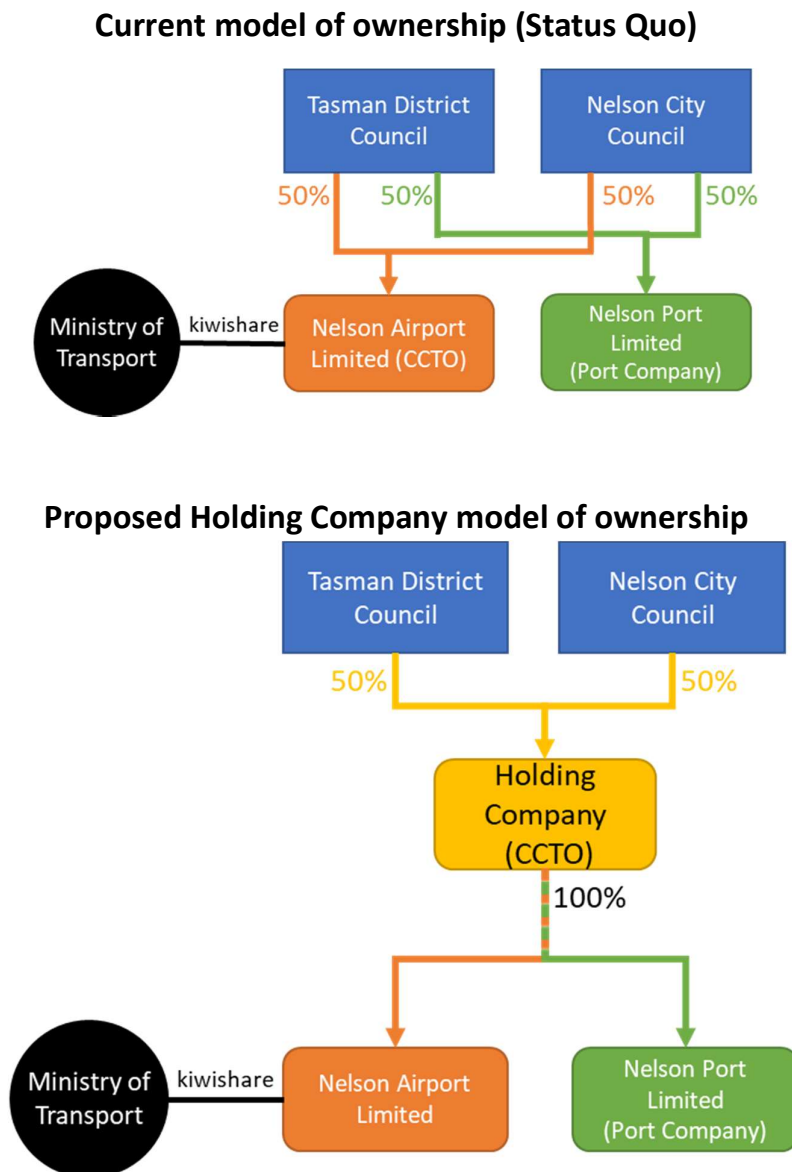 Current model of ownership (Status Quo)
Tasman District
Council
Nelson City
Council
50%
50%
50%
50%
Ministry of
Transport
kiwishare
Nelson Airport
Limited (CCTO)
Nelson Port
Limited
(Port Company)
Proposed Holding Company model of ownership
Tasman District
Council
Nelson City
Council
50%
50%
Holding
Company
(CCTO)
100%
Ministry of
Transport
kiwishare
Nelson Airport
Limited
Nelson Port
Limited
(Port Company)